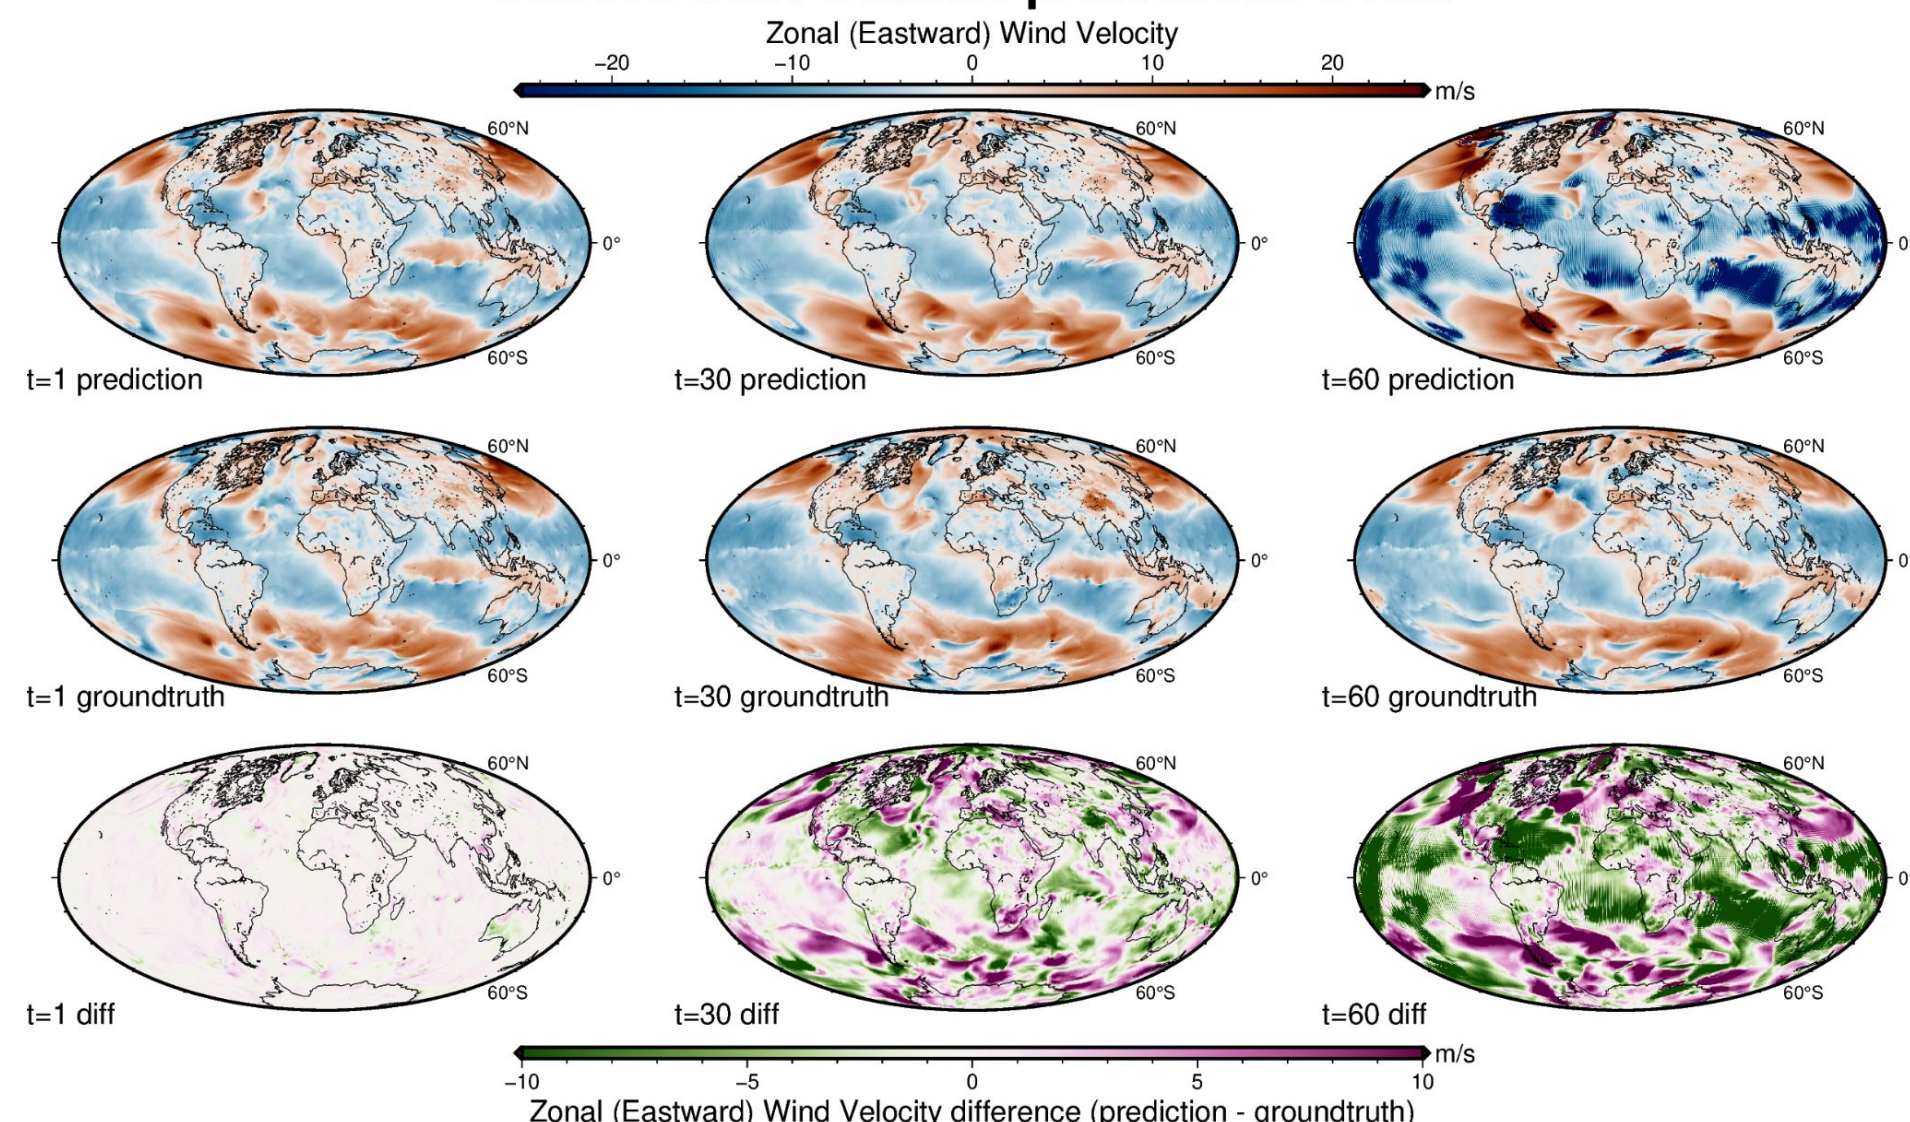 Zonal (Eastward) Wind Velocity
−20 −10 0 10 20
m/s
60°N 60°N 60°N
0° 0° 0
60°S 60°S 60°S
t=1 prediction t=30 prediction t=60 prediction
60°N 60°N 60°N
0° 0° 0
60°S 60°S 60°S
t=1 groundtruth t=30 groundtruth t=60 groundtruth
60°N 60°N 60°N
0° 0° 0
60°S 60°S 60°S
t=1 diff t=30 diff t=60 diff
m/s
−10 −5 0 5 10
Zonal (Eastward) Wind Velocity difference (prediction - groundtruth)